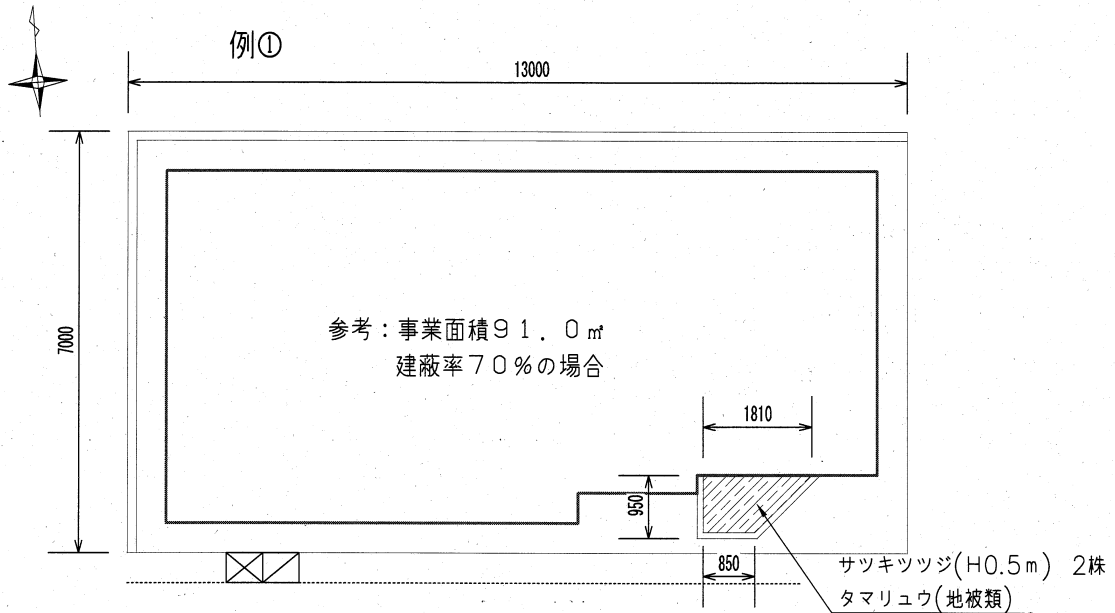 例①
13000
7000
参考：事業面積９１．０㎡
建蔽率７０％の場合
1810
950
850
サツキツツジ(H0.5m) 2株
タマリュウ(地被類)